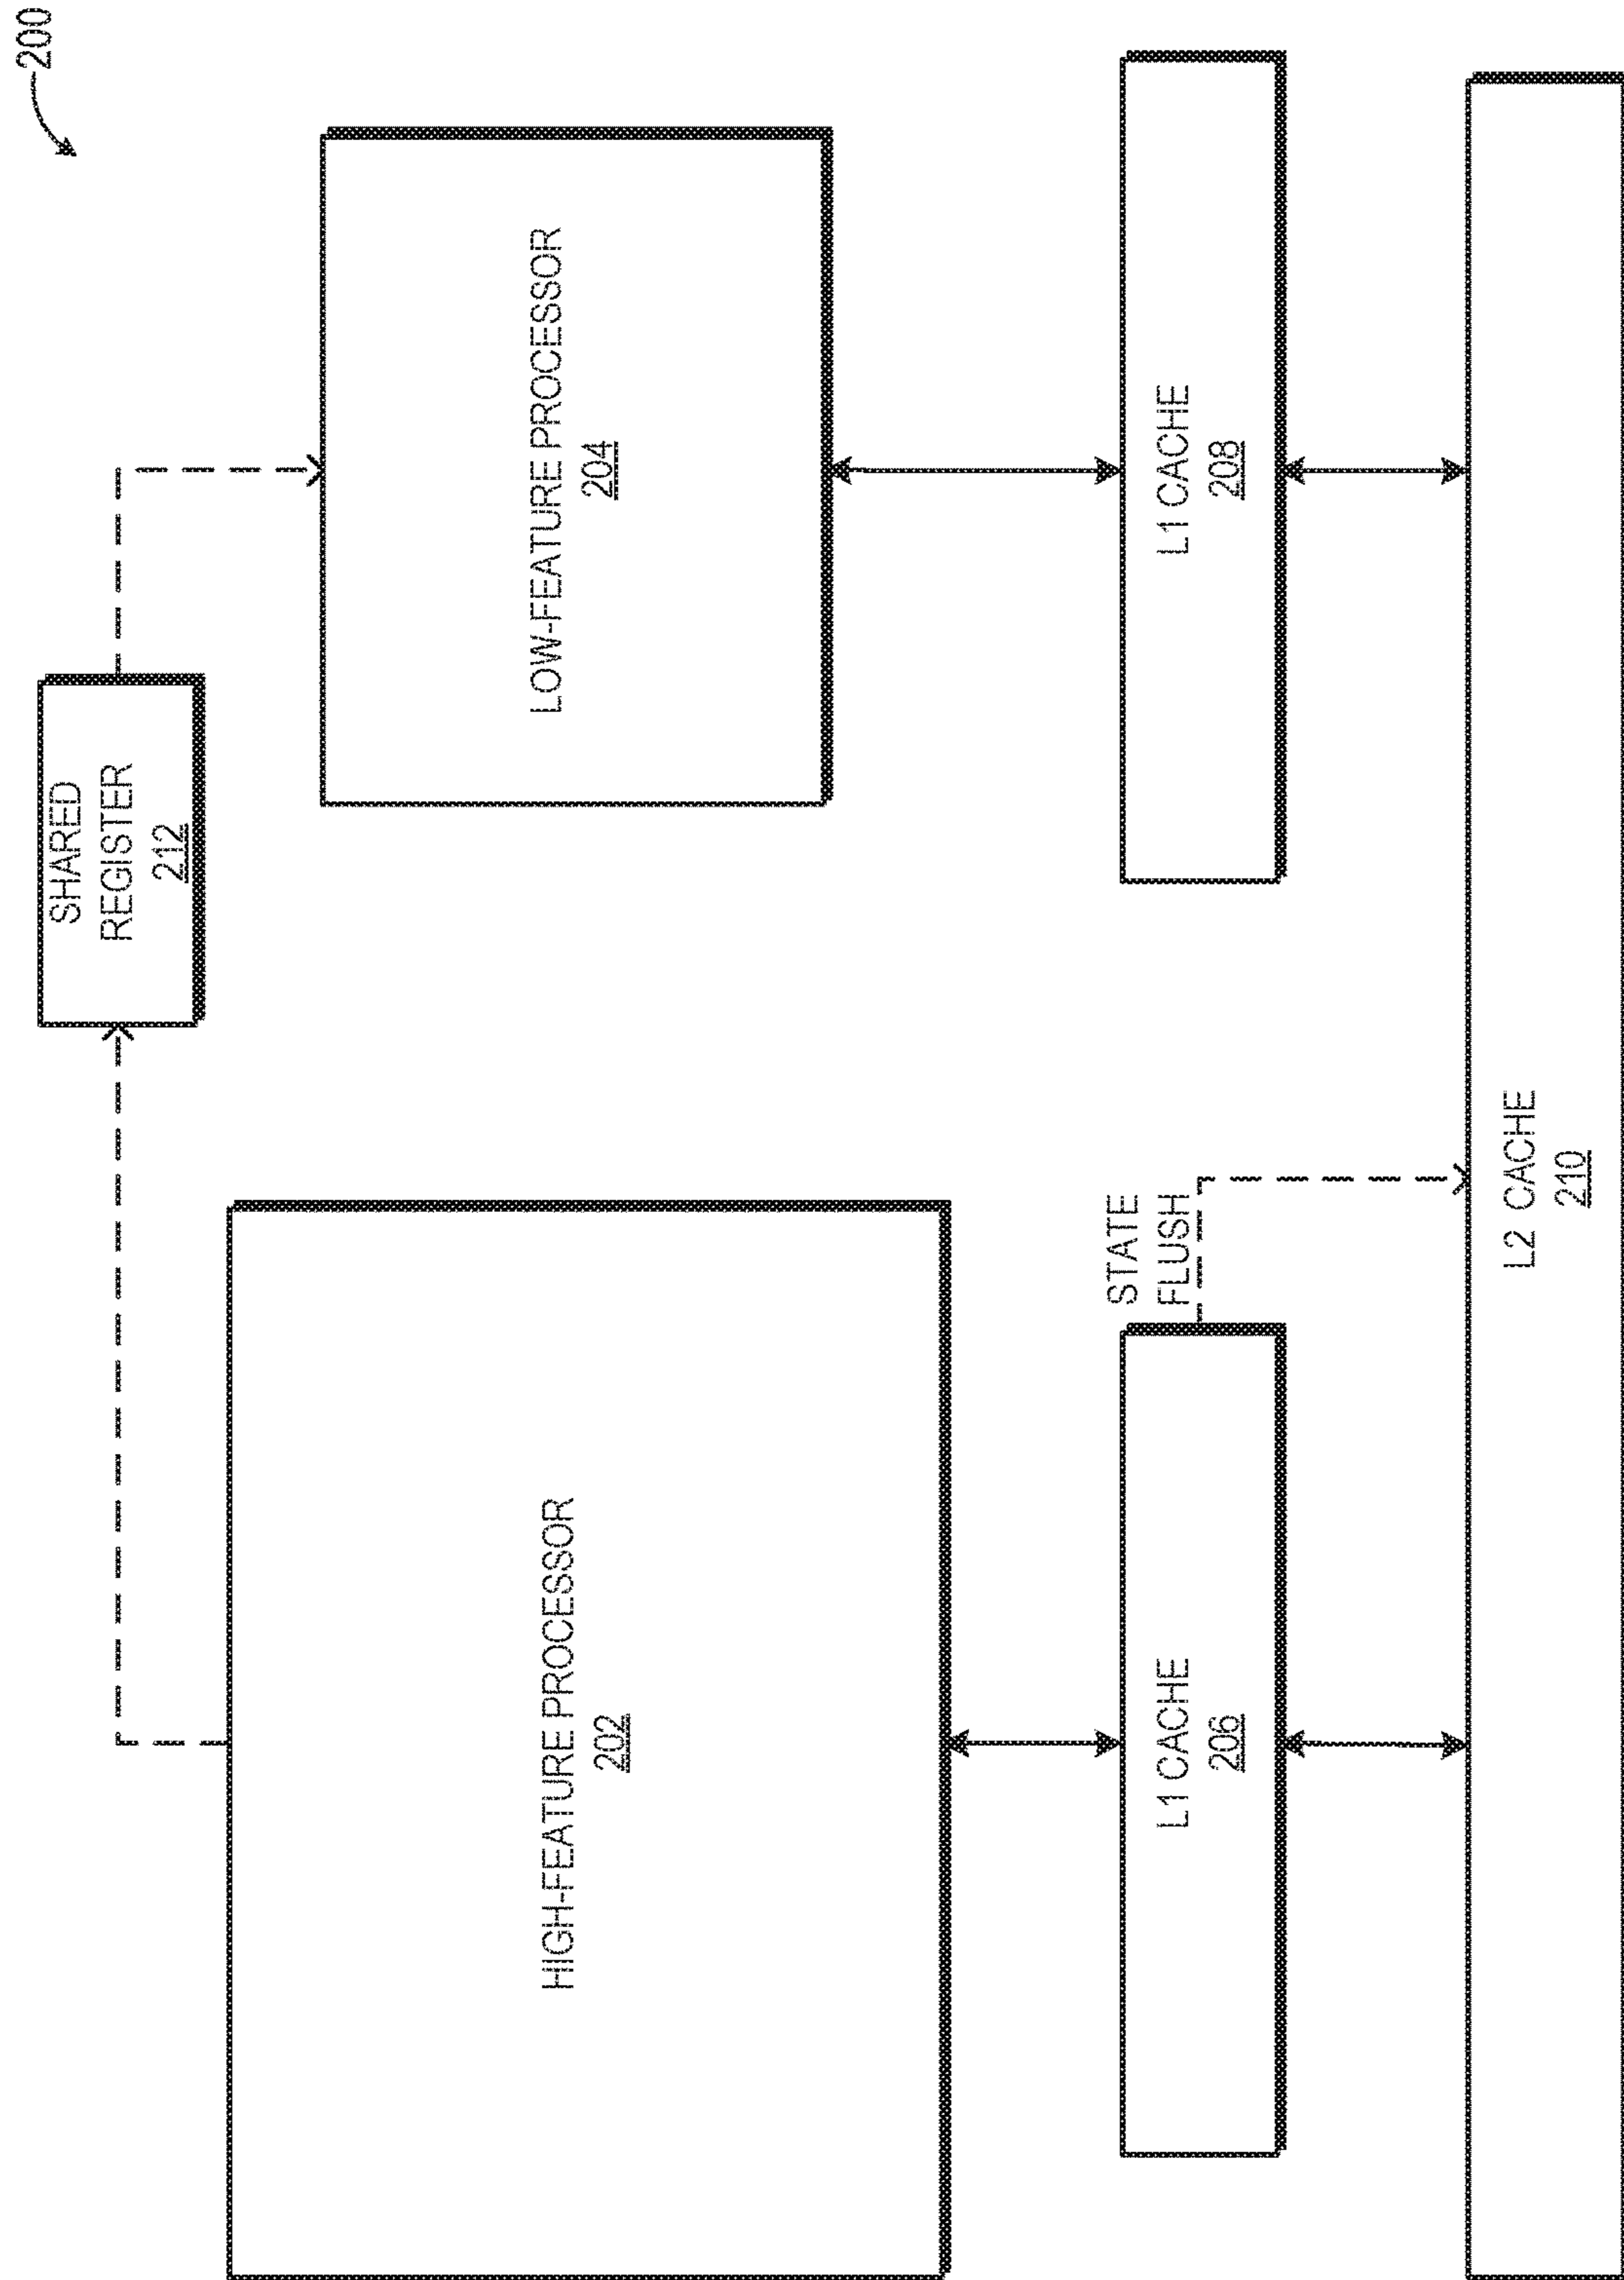 200
SHARED
REGISTER
212
HIGH-FEATURE PROCESSOR
202
LOW-FEATURE PROCESSOR
204
STATE
FLUSH
L1 CACHE
206
L1 CACHE
208
L2 CACHE
210